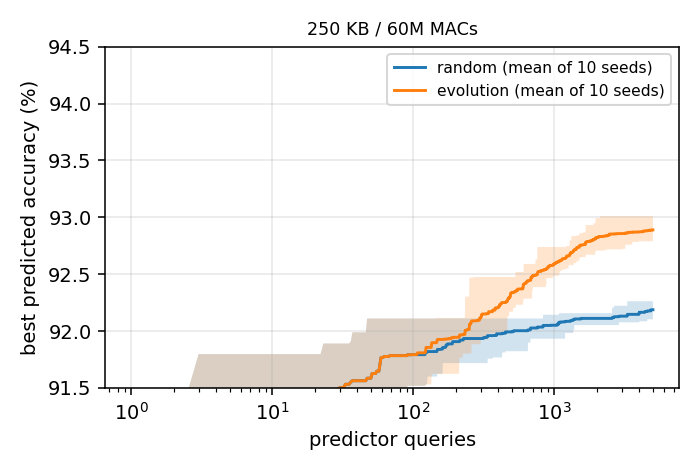 250 KB / 60M MACs
random (mean of 10 seeds)
evolution (mean of 10 seeds)
best predicted accuracy (%)
94.5
94.0
93.5
93.0
92.5
92.0
91.5
10⁰ 10¹ 10² 10³
predictor queries